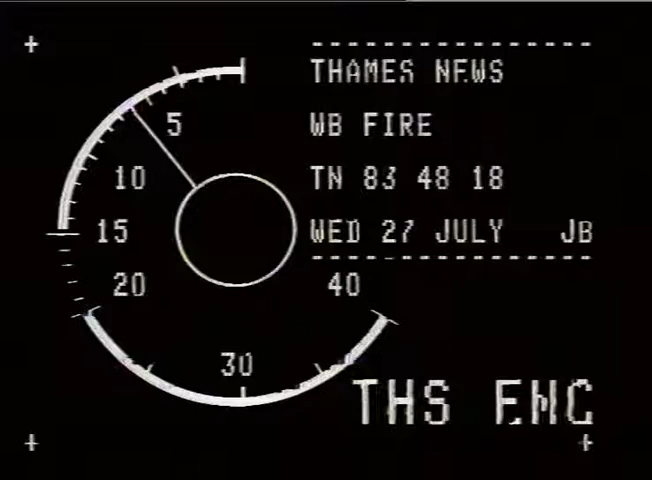 THAMES NEWS
5
WB FIRE
10
TN 83 48 18
15
WED 27 JULY JB
20
40
30
THS EMC